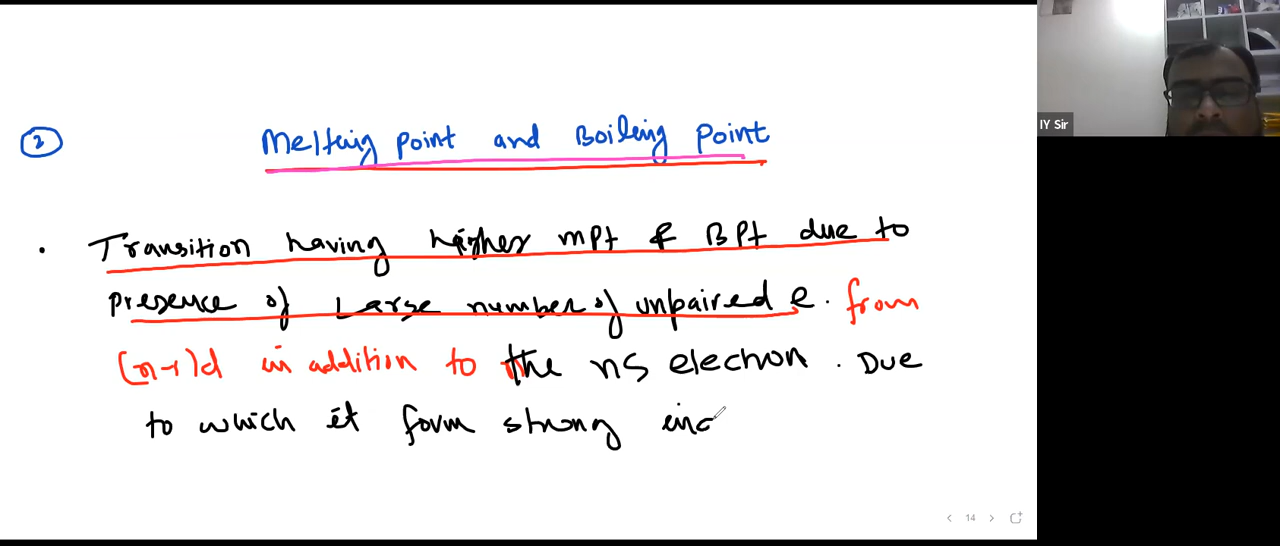 2
Melting point and Boiling Point
IY Sir
. Transition having higher mpt & BPt due to
presence of Large number of unpaired e. from
(n-1)d in addition to the ns electron. Due
to which it form strong
< 14 >